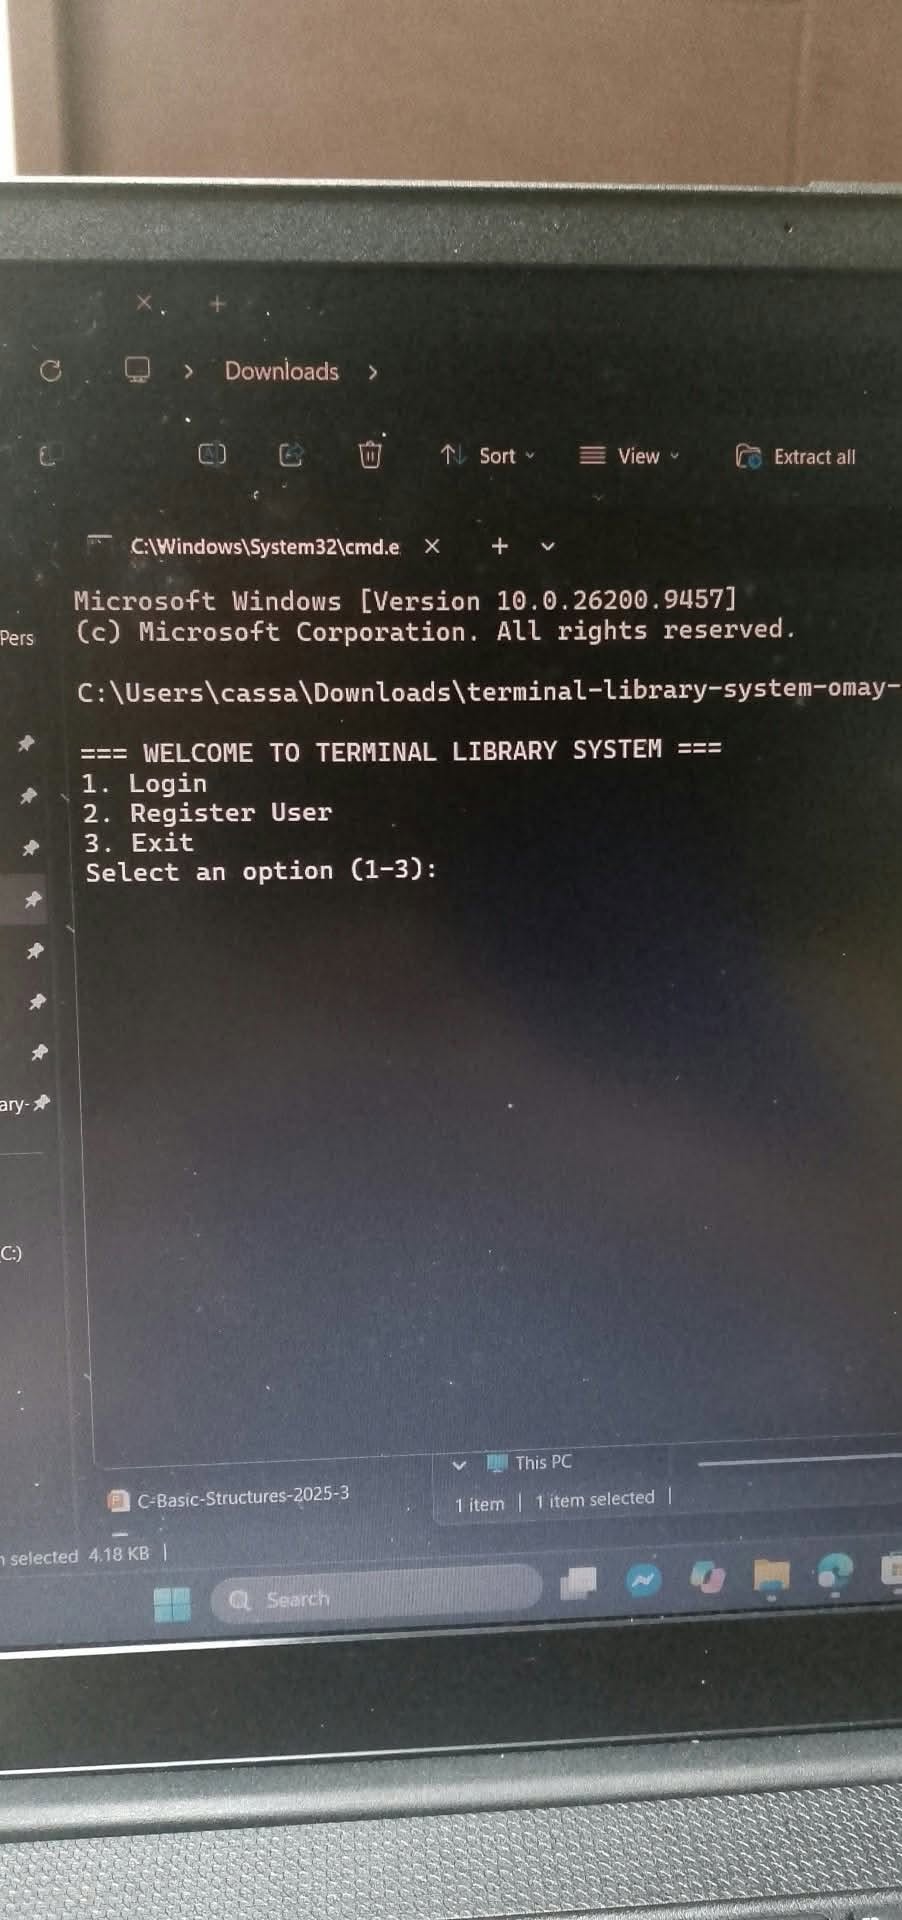 Downloads
Sort
View
Extract all
C:\Windows\System32\cmd.e
Microsoft Windows [Version 10.0.26200.9457]
(c) Microsoft Corporation. All rights reserved.
Pers
C:\Users\cassa\Downloads\terminal-library-system-omay-
=== WELCOME TO TERMINAL LIBRARY SYSTEM ===
1. Login
2. Register User
3. Exit
Select an option (1-3):
ary-
C:)
This PC
C-Basic-Structures-2025-3
1 item | 1 item selected |
selected 4.18 KB |
Search